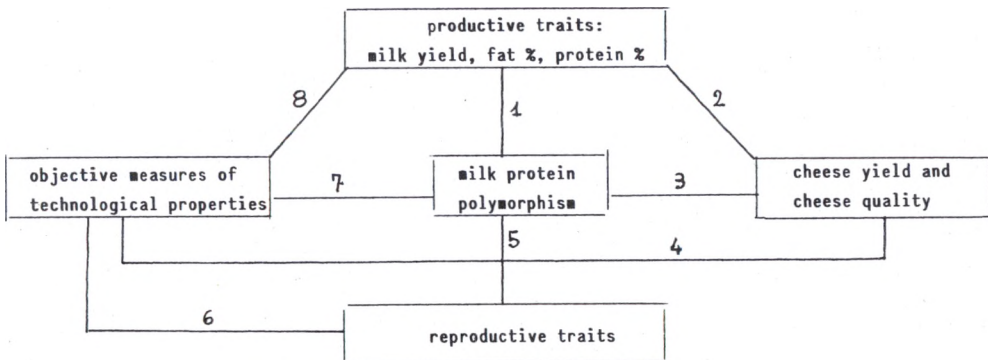 productive traits:
milk yield, fat %, protein %
8
1
2
objective measures of
technological properties
7
milk protein
polymorphism
3
cheese yield and
cheese quality
5
4
6
reproductive traits